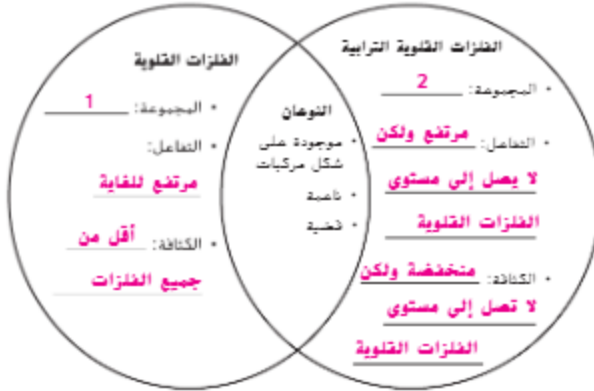 الفلزات القلوية الترابية
• المجموعة: 2
• التفاعل: مرتفع ولكن
لا يصل إلى مستوى
الفلزات القلوية
• الكثافة: منخفضة ولكن
لا تصل إلى مستوى
الفلزات القلوية
النوعان
• موجودة على
شكل مركبات
• ناعمة
• فضية
الفلزات القلوية
• المجموعة: 1
• التفاعل:
مرتفع للغاية
• الكثافة: أقل من
جميع الفلزات